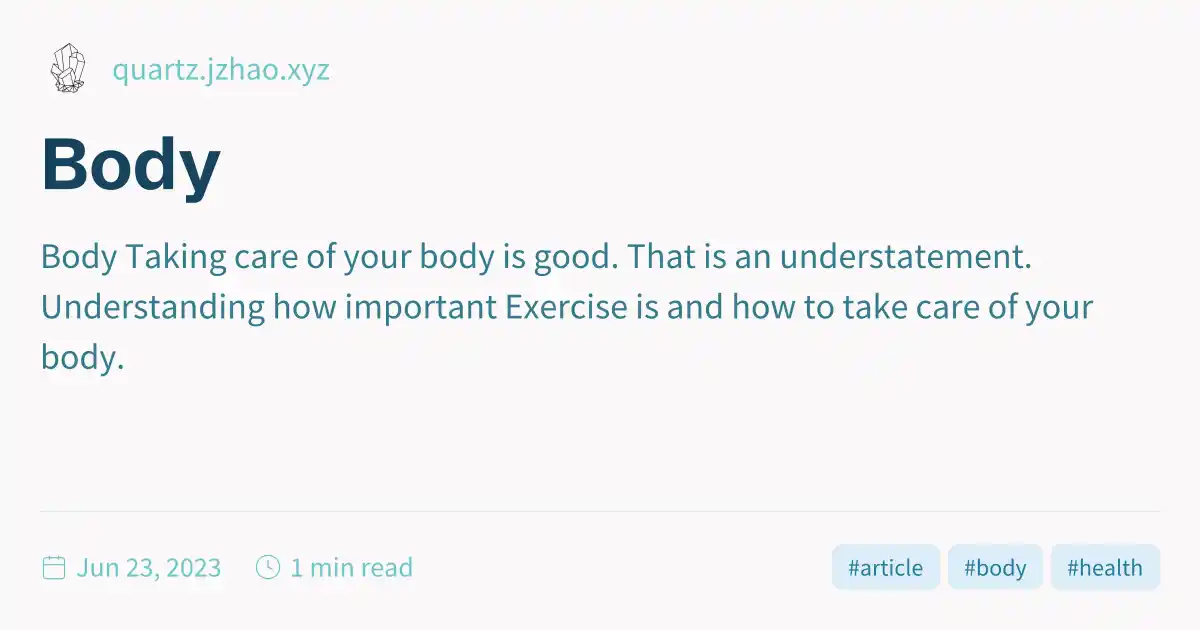 quartz.jzhao.xyz
Body
Body Taking care of your body is good. That is an understatement.
Understanding how important Exercise is and how to take care of your
body.
Jun 23, 2023
1 min read
#article
#body
#health